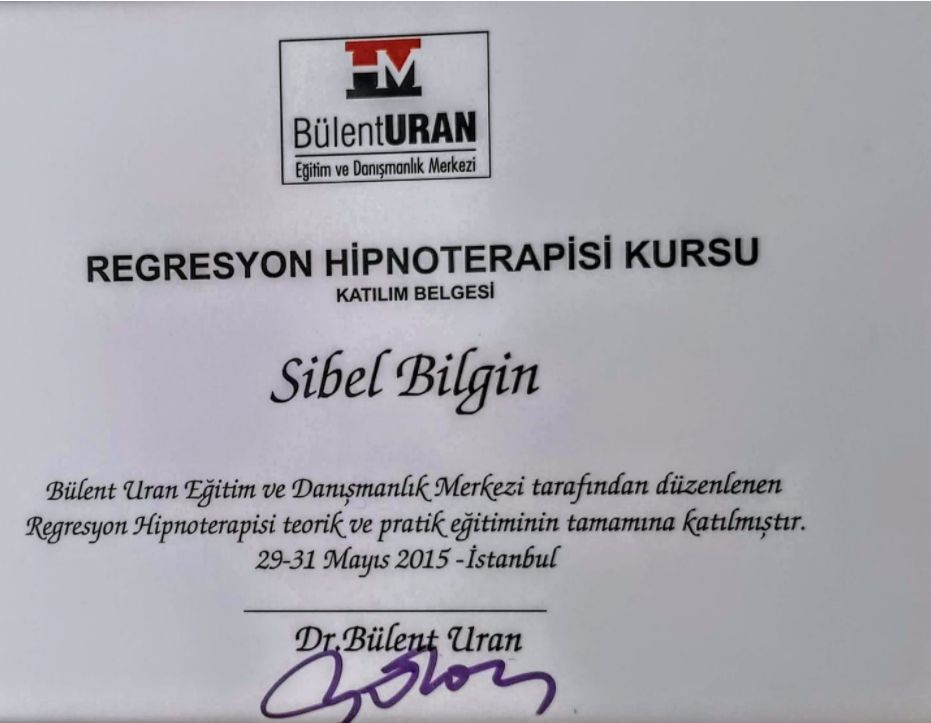 BülentURAN
Eğitim ve Danışmanlık Merkezi
REGRESYON HİPNOTERAPİSİ KURSU
KATILIM BELGESİ
Sibel Bilgin
Bülent Uran Eğitim ve Danışmanlık Merkezi tarafından düzenlenen
Regresyon Hipnoterapisi teorik ve pratik eğitiminin tamamına katılmıştır.
29-31 Mayıs 2015 -İstanbul
Dr.Bülent Uran